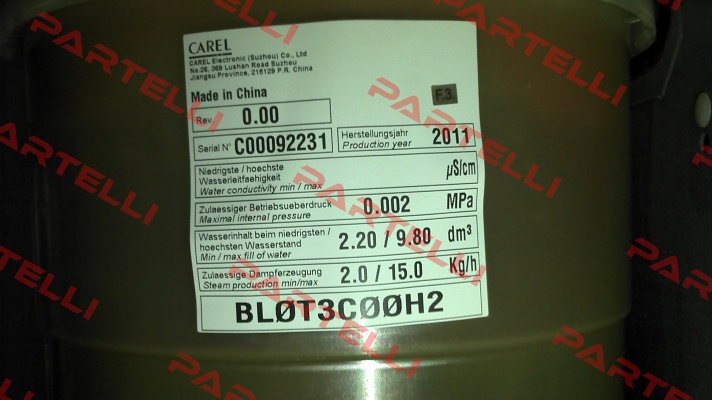 CAREL
CAREL Electronic (Suzhou) Co., Ltd
No.26, 369 Lushan Road Suzhou
Jiangsu Province, 215129 P.R. China
Made in China
F.3.
Rev. 0.00
Serial N° C00092231
Herstellungsjahr
Production year 2011
Niedrigste / hoechste
Wasserleitfaehigkeit
Water conductivity min / max
µS/cm
Zulaessiger Betriebsueberdruck
Maximal internal pressure
0.002 MPa
Wasserinhalt beim niedrigsten /
hoechsten Wasserstand
Min / max fill of water
2.20 / 9.80 dm³
Zulaessige Dampferzeugung
Steam production min/max
2.0 / 15.0 Kg/h
BLØT3CØØH2
PARTELLI
PARTELLI
PARTELLI
PARTELLI
PARTELLI
PARTELLI
PARTELLI
PARTELLI